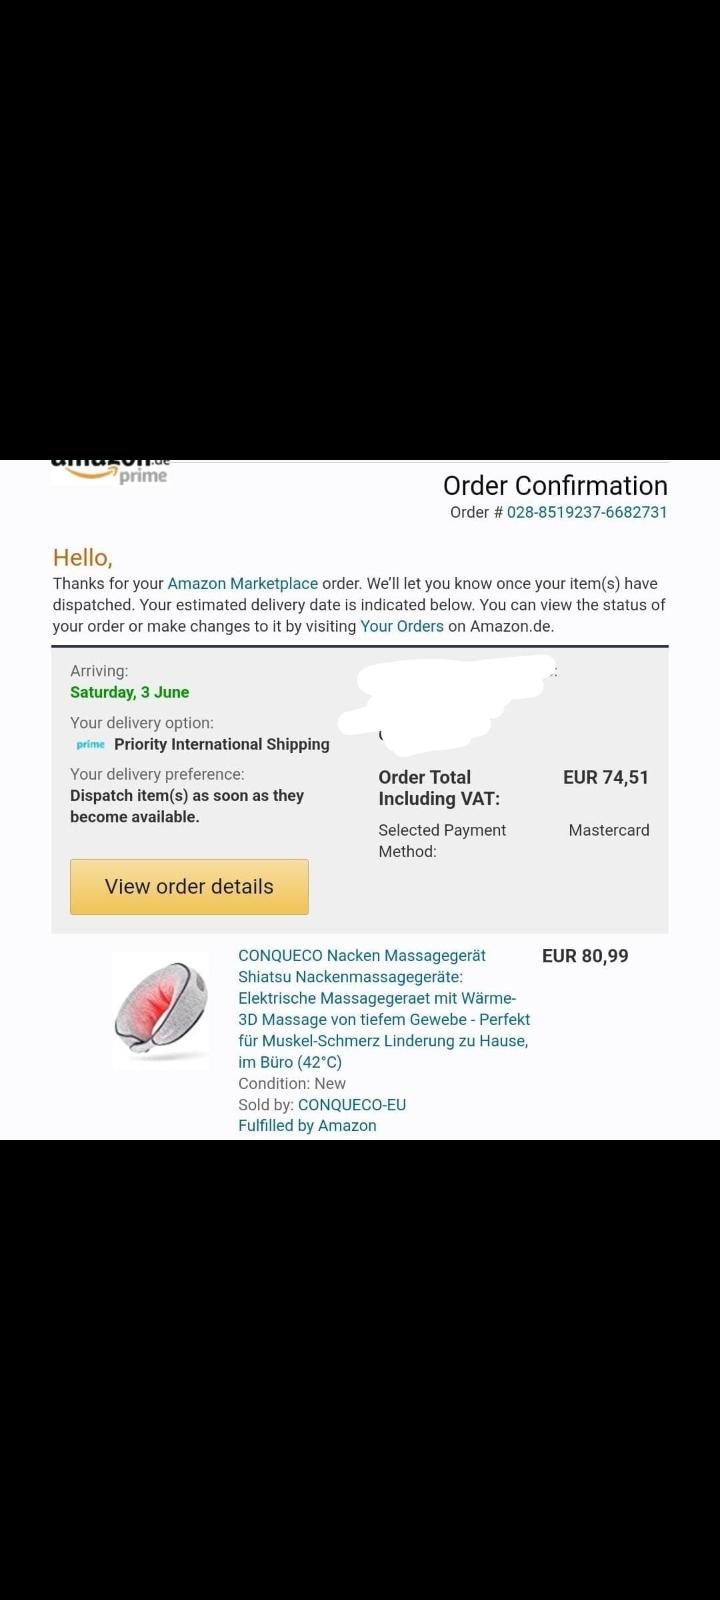 amazon.de
prime
Order Confirmation
Order # 028-8519237-6682731
Hello,
Thanks for your Amazon Marketplace order. We'll let you know once your item(s) have
dispatched. Your estimated delivery date is indicated below. You can view the status of
your order or make changes to it by visiting Your Orders on Amazon.de.
Arriving:
Saturday, 3 June
Your delivery option:
prime Priority International Shipping
Your delivery preference:
Dispatch item(s) as soon as they
become available.
View order details
Order Total EUR 74,51
Including VAT:
Selected Payment Mastercard
Method:
CONQUECO Nacken Massagegerät EUR 80,99
Shiatsu Nackenmassagegeräte:
Elektrische Massagegeraet mit Wärme-
3D Massage von tiefem Gewebe - Perfekt
für Muskel-Schmerz Linderung zu Hause,
im Büro (42°C)
Condition: New
Sold by: CONQUECO-EU
Fulfilled by Amazon